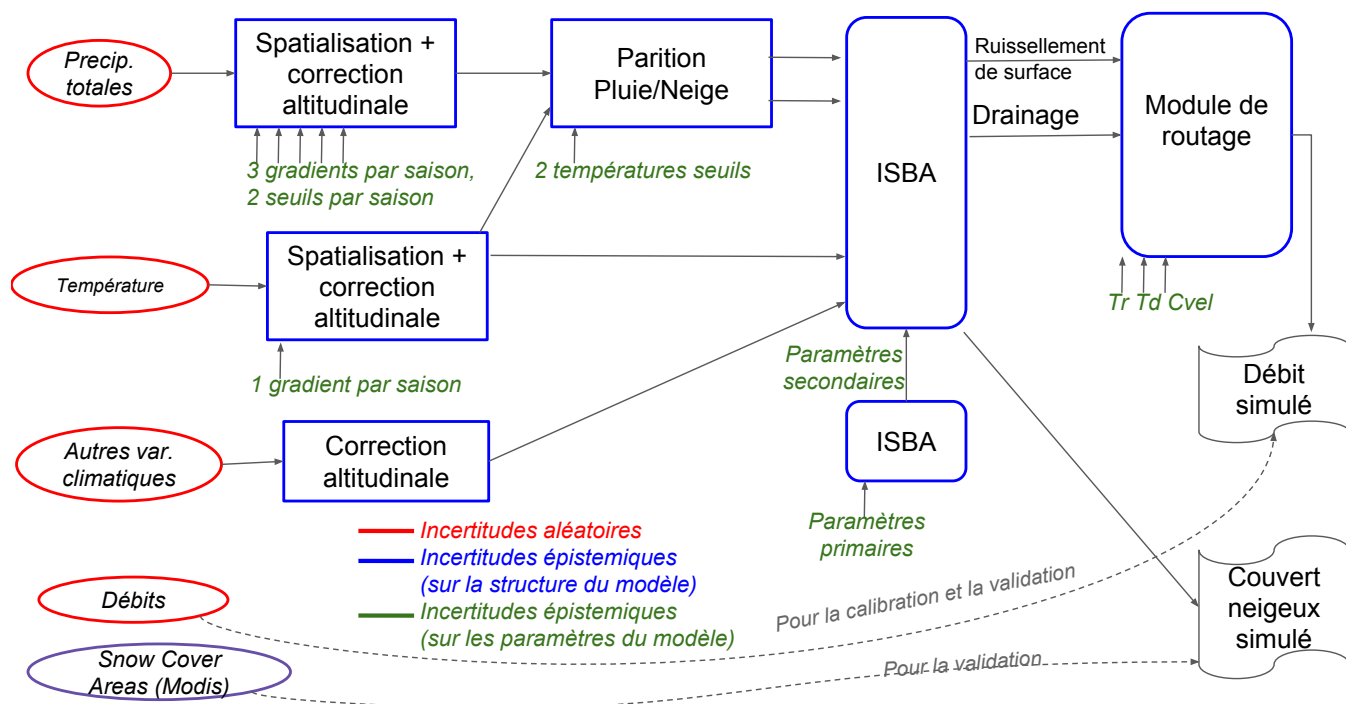 Precip.
totales
Spatialisation +
correction
altitudinale
3 gradients par saison,
2 seuils par saison
Parition
Pluie/Neige
2 températures seuils
ISBA
Ruissellement
de surface
Drainage
Module de
routage
Tr Td Cvel
Température
Spatialisation +
correction
altitudinale
1 gradient par saison
Paramètres
secondaires
ISBA
Paramètres
primaires
Débit
simulé
Autres var.
climatiques
Correction
altitudinale
Incertitudes aléatoires
Incertitudes épistemiques
(sur la structure du modèle)
Incertitudes épistemiques
(sur les paramètres du modèle)
Débits
Pour la calibration et la validation
Couvert
neigeux
simulé
Snow Cover
Areas (Modis)
Pour la validation